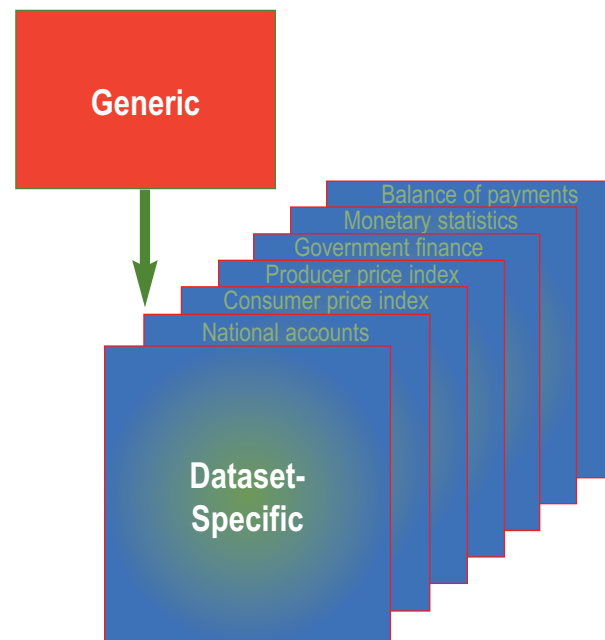 Generic
Balance of payments
Monetary statistics
Government finance
Producer price index
Consumer price index
National accounts
Dataset-
Specific